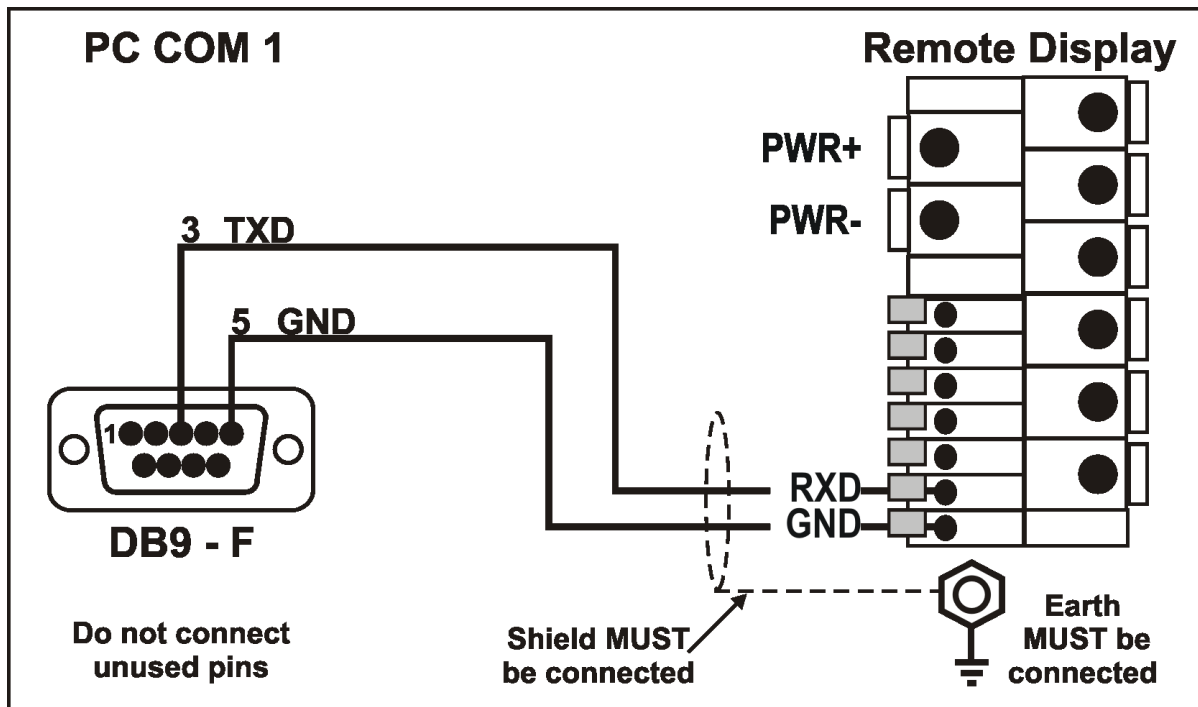 PC COM 1
Remote Display
PWR+
PWR-
3 TXD
5 GND
1
RXD
GND
DB9 - F
Do not connect
unused pins
Shield MUST
be connected
Earth
MUST be
connected